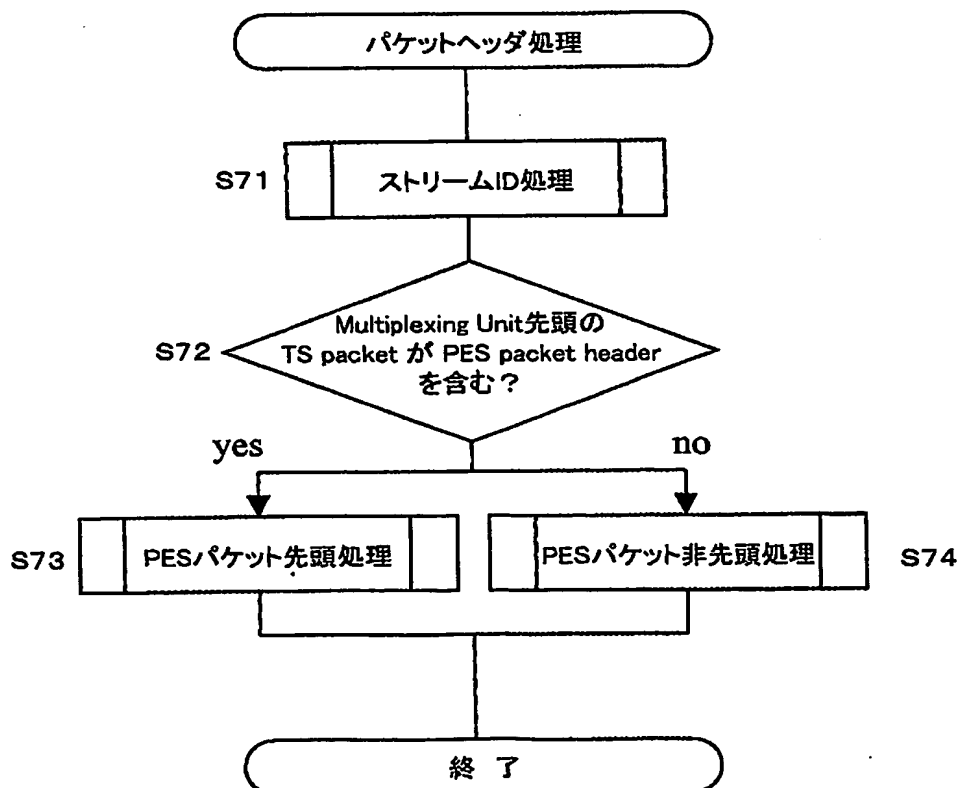 パケットヘッダ処理
S71
ストリームID処理
S72
Multiplexing Unit先頭の
TS packet が PES packet header
を含む？
yes
no
S73
PESパケット先頭処理
PESパケット非先頭処理
S74
終 了